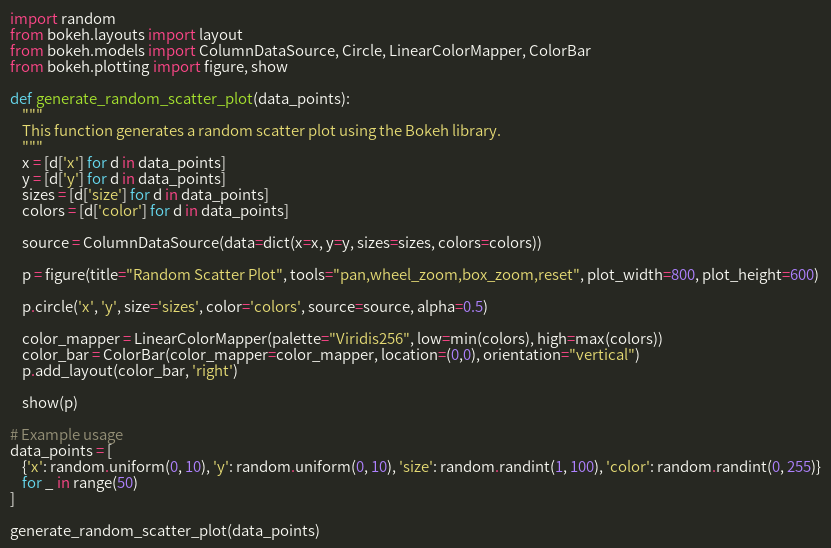 import random
from bokeh.layouts import layout
from bokeh.models import ColumnDataSource, Circle, LinearColorMapper, ColorBar
from bokeh.plotting import figure, show

def generate_random_scatter_plot(data_points):
    """
    This function generates a random scatter plot using the Bokeh library.
    """
    x = [d['x'] for d in data_points]
    y = [d['y'] for d in data_points]
    sizes = [d['size'] for d in data_points]
    colors = [d['color'] for d in data_points]

    source = ColumnDataSource(data=dict(x=x, y=y, sizes=sizes, colors=colors))

    p = figure(title="Random Scatter Plot", tools="pan,wheel_zoom,box_zoom,reset", plot_width=800, plot_height=600)

    p.circle('x', 'y', size='sizes', color='colors', source=source, alpha=0.5)

    color_mapper = LinearColorMapper(palette="Viridis256", low=min(colors), high=max(colors))
    color_bar = ColorBar(color_mapper=color_mapper, location=(0,0), orientation="vertical")
    p.add_layout(color_bar, 'right')

    show(p)

# Example usage
data_points = [
    {'x': random.uniform(0, 10), 'y': random.uniform(0, 10), 'size': random.randint(1, 100), 'color': random.randint(0, 255)}
    for _ in range(50)
]

generate_random_scatter_plot(data_points)